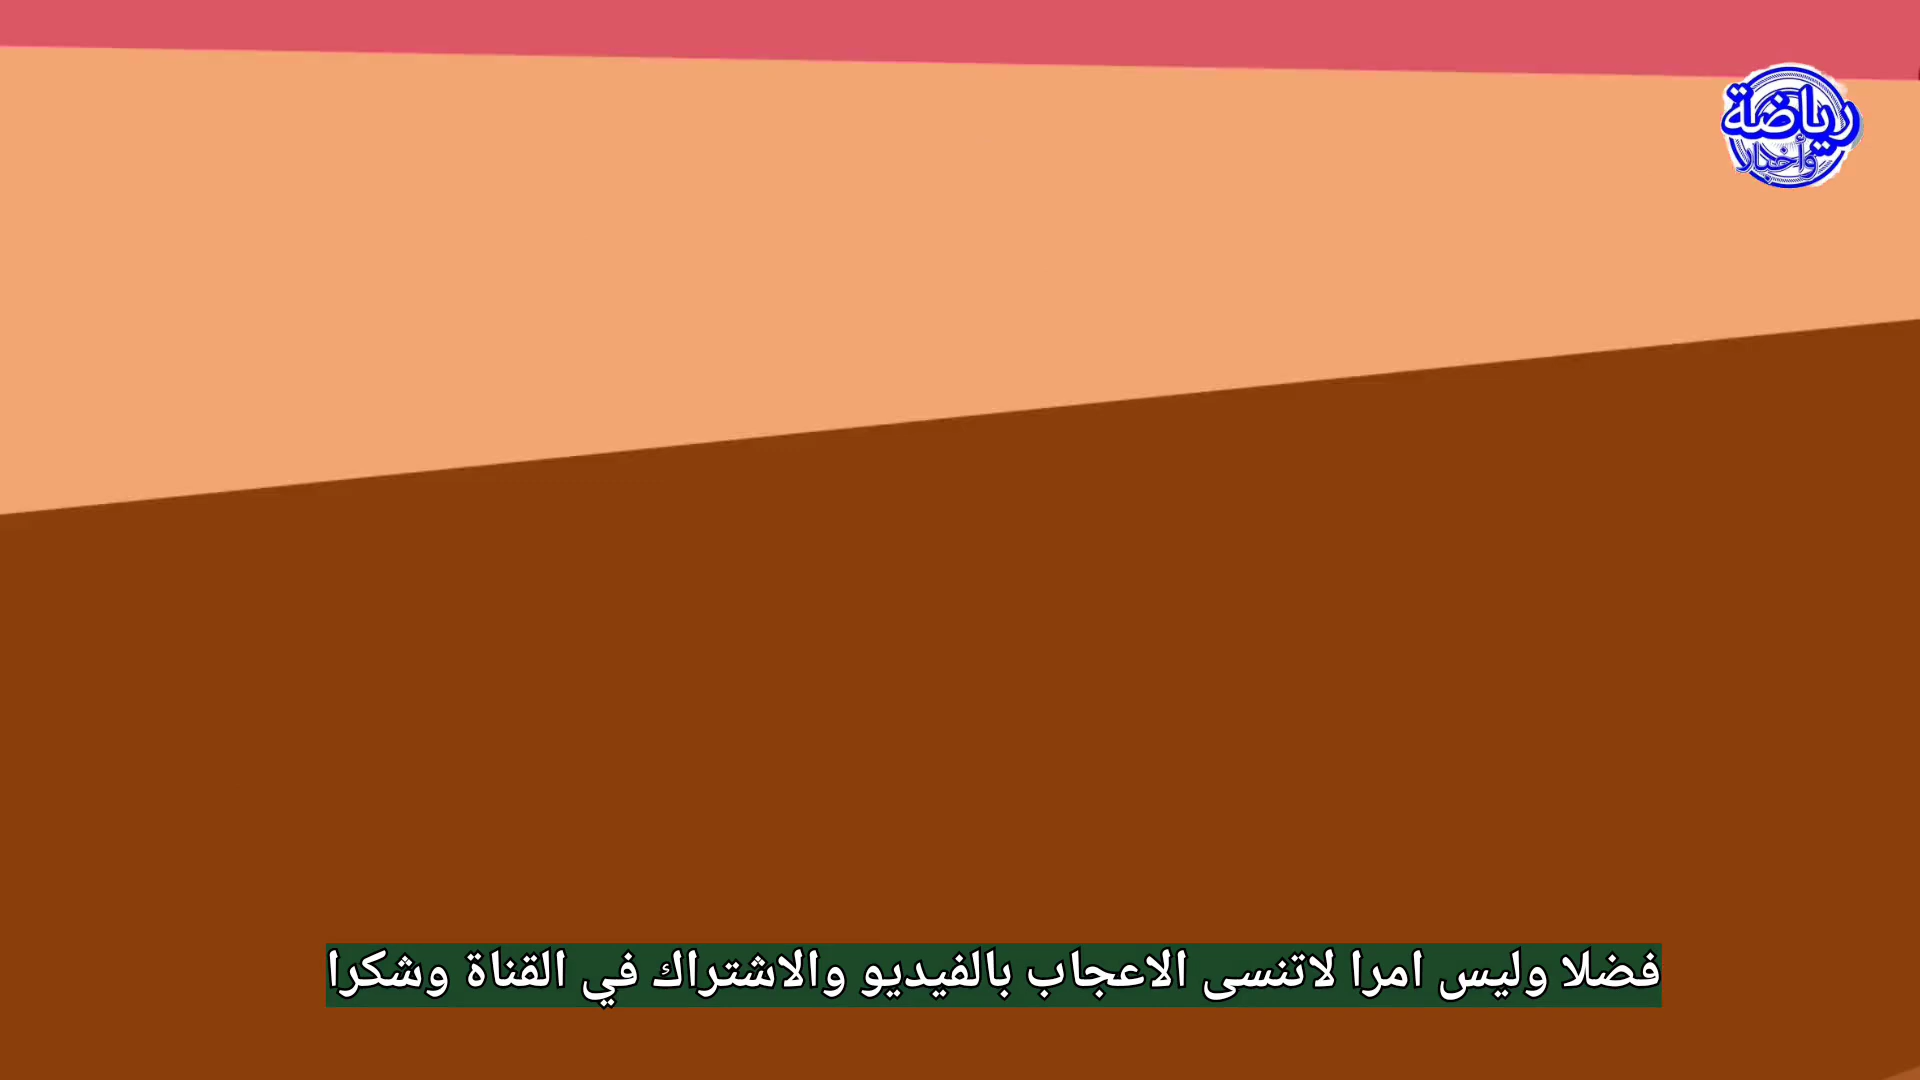 رياضة
وأخبار
فضلا وليس امرا لاتنسى الاعجاب بالفيديو والاشتراك في القناة وشكرا